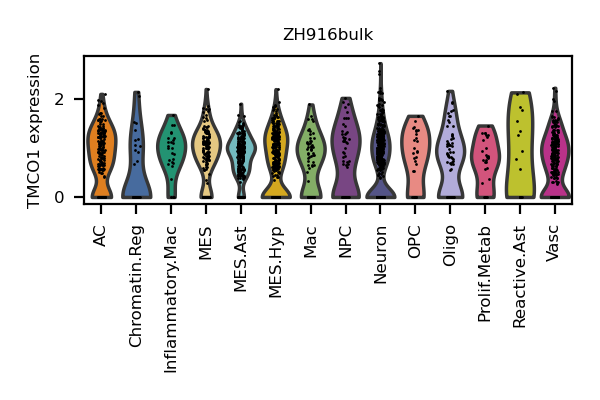 ZH916bulk
TMCO1 expression
2
0
AC
Chromatin.Reg
Inflammatory.Mac
MES
MES.Ast
MES.Hyp
Mac
NPC
Neuron
OPC
Oligo
Prolif.Metab
Reactive.Ast
Vasc